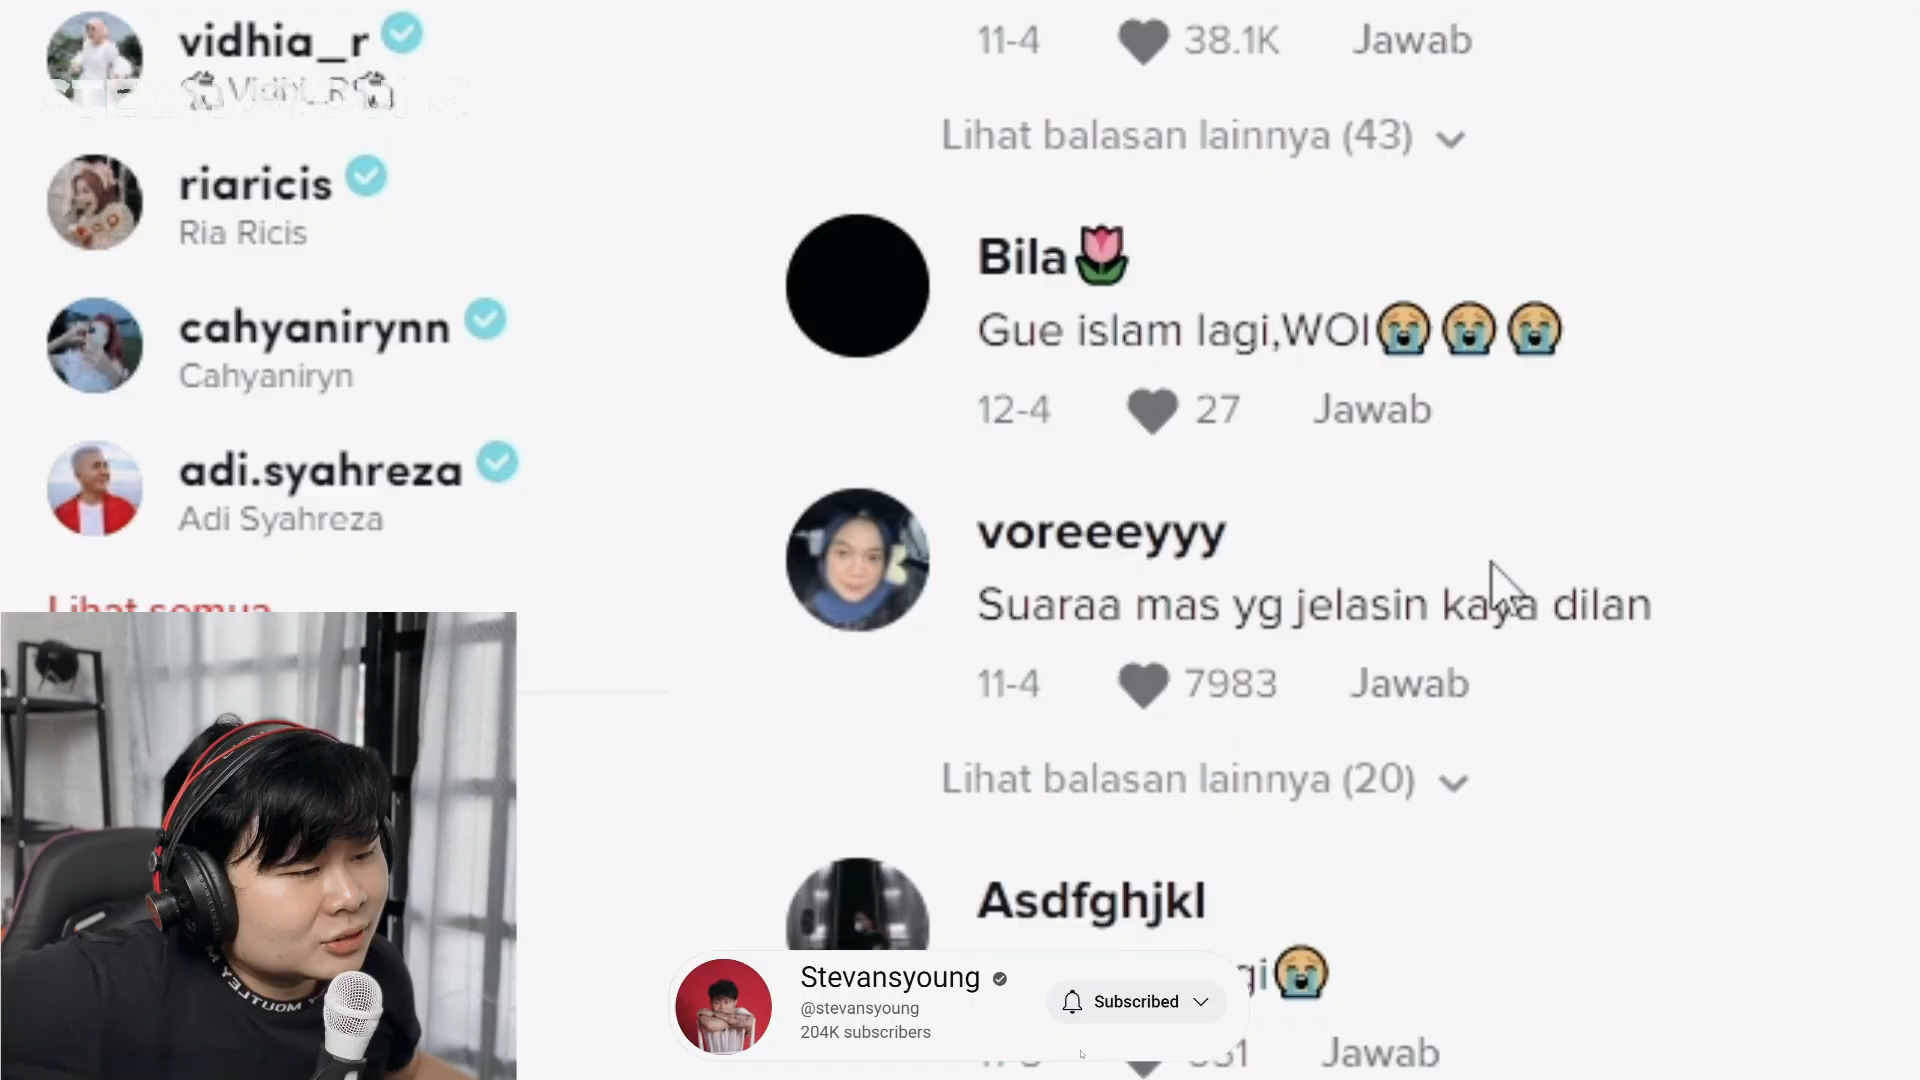 vidhia_r
riaricis
Ria Ricis
cahyanirynn
Cahyaniryn
adi.syahreza
Adi Syahreza
Lihat semua
11-4 38.1K Jawab
Lihat balasan lainnya (43)
Bila
Gue islam lagi,WOI😭😭😭
12-4 27 Jawab
voreeeyyy
Suaraa mas yg jelasin kaya dilan
11-4 7983 Jawab
Lihat balasan lainnya (20)
Asdfghjkl
Jawab
Stevansyoung
@stevansyoung
204K subscribers
Subscribed